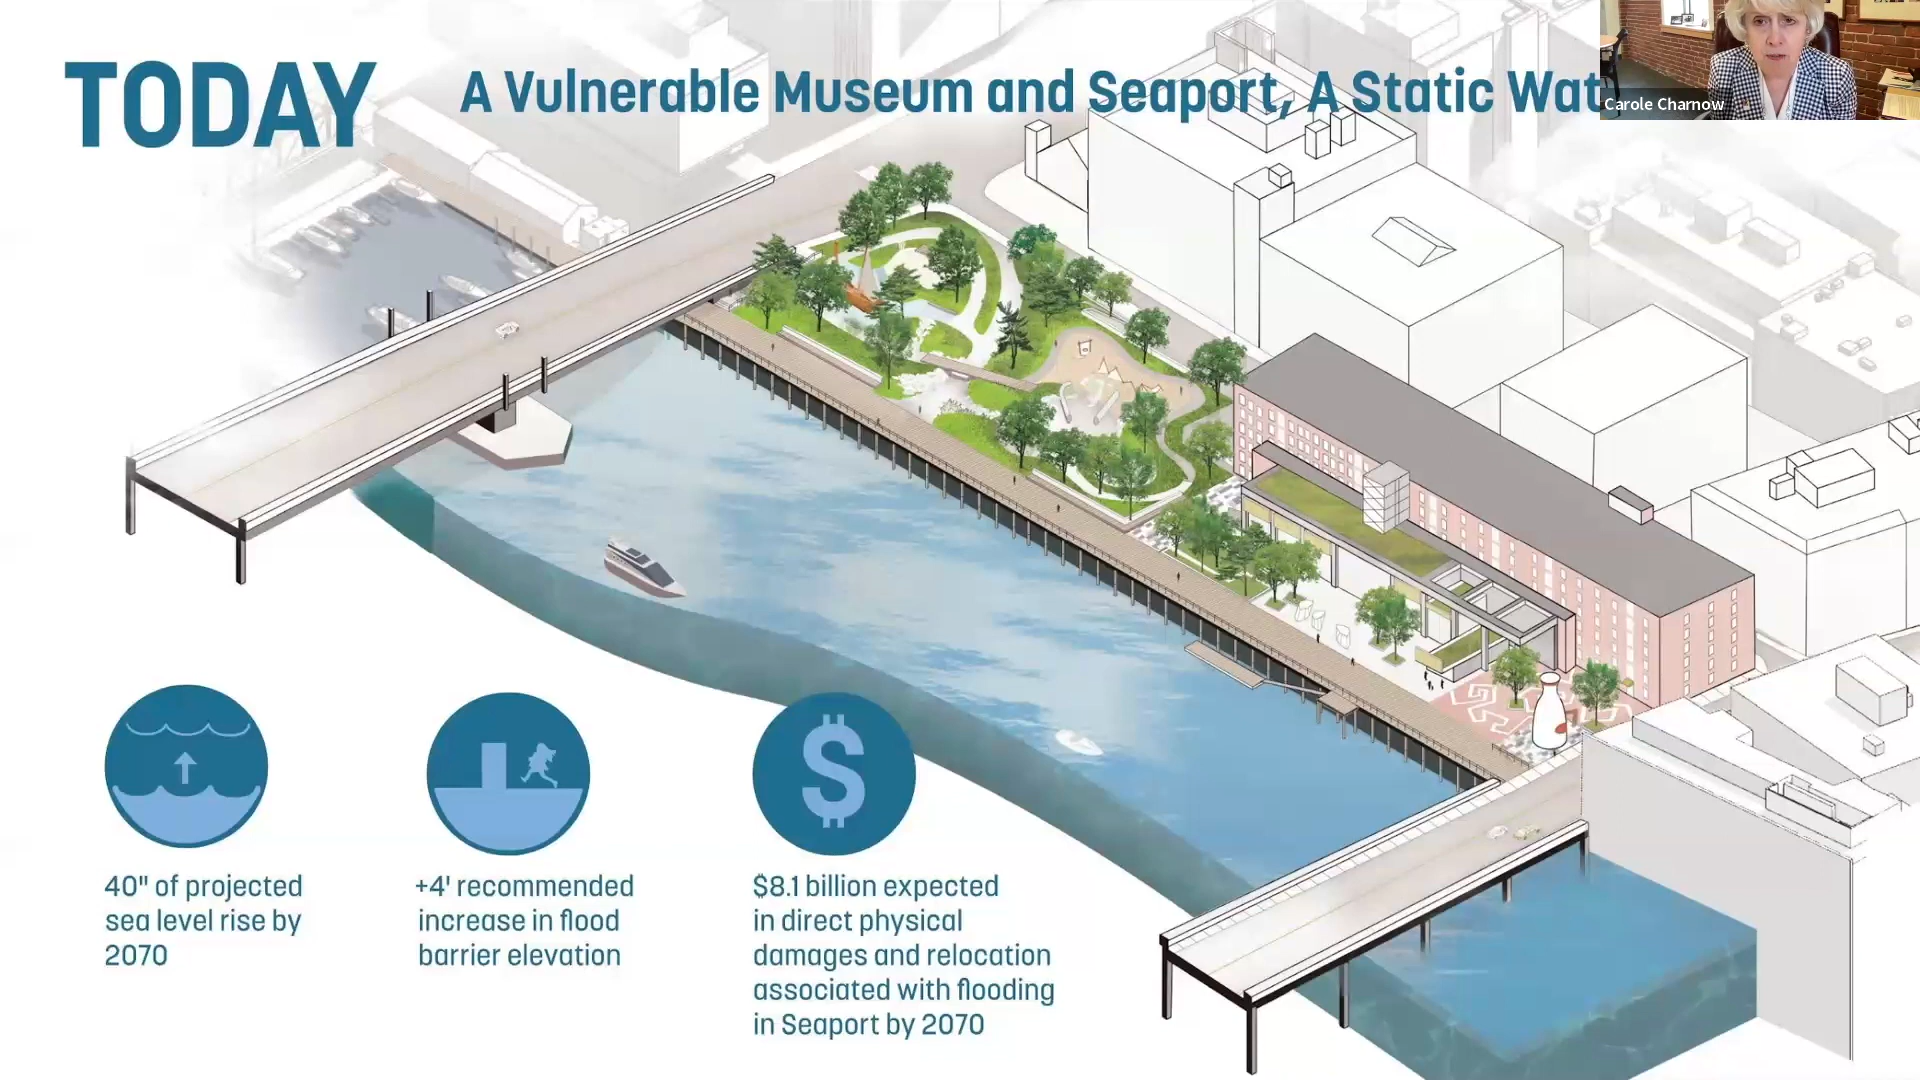 TODAY
A Vulnerable Museum and Seaport, A Static Wat
Carole Charnow
40" of projected
sea level rise by
2070
+4' recommended
increase in flood
barrier elevation
$
$8.1 billion expected
in direct physical
damages and relocation
associated with flooding
in Seaport by 2070